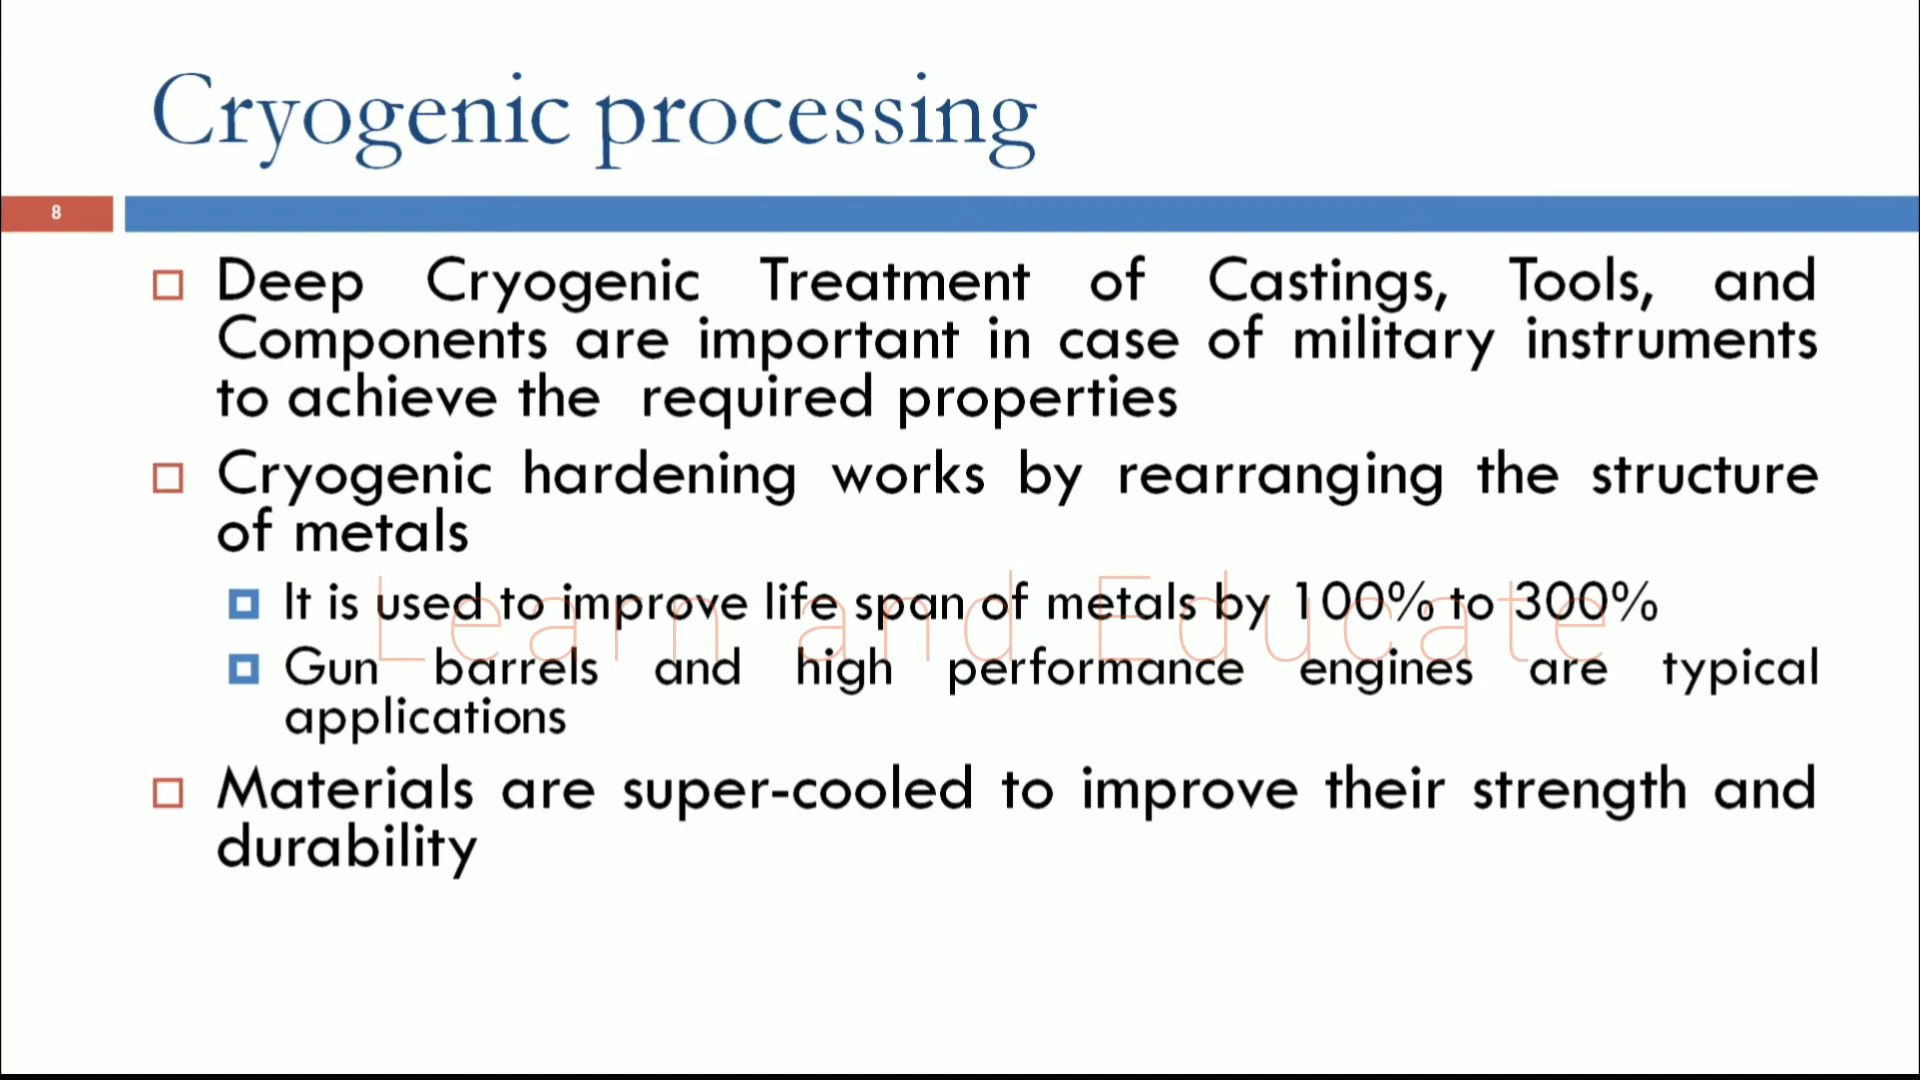 Cryogenic processing
8
Deep Cryogenic Treatment of Castings, Tools, and
Components are important in case of military instruments
to achieve the required properties
Cryogenic hardening works by rearranging the structure
of metals
It is used to improve life span of metals by 100% to 300%
Learn and Educate
Gun barrels and high performance engines are typical
applications
Materials are super-cooled to improve their strength and
durability